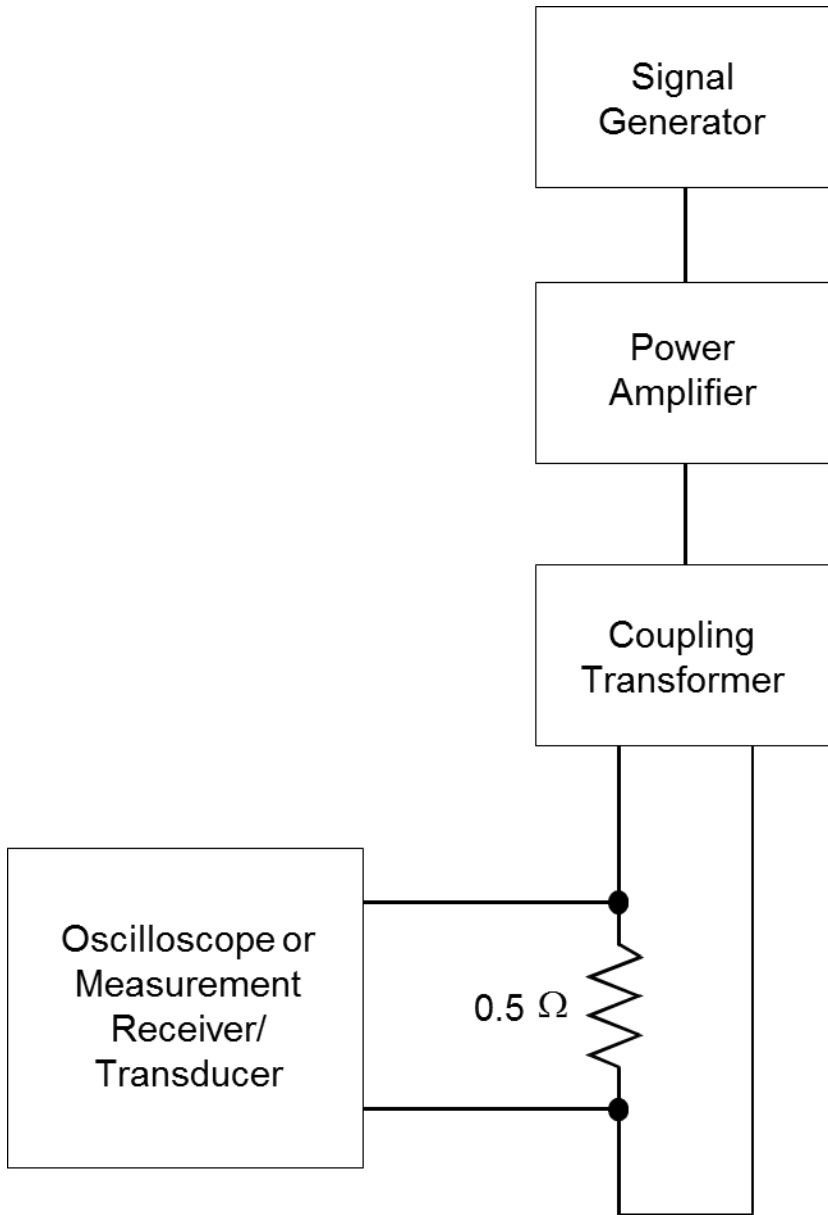 Signal
Generator
Power
Amplifier
Coupling
Transformer
Oscilloscope or
Measurement
Receiver/
Transducer
0.5 Ω